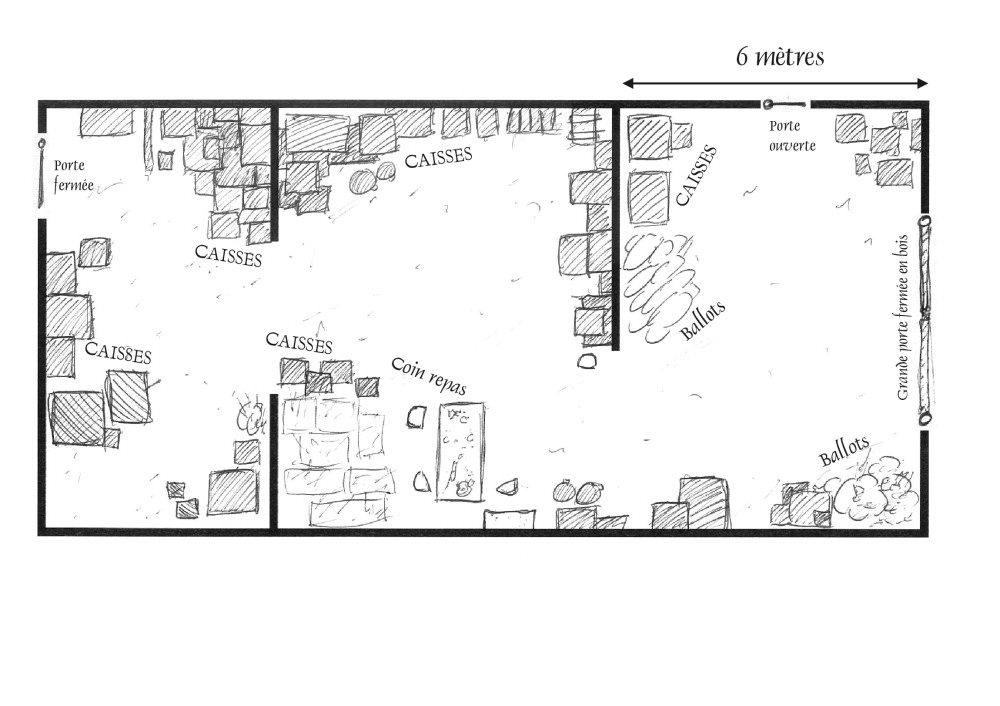 6 mètres
Porte
ouverte
Porte
fermée
CAISSES
CAISSES
CAISSES
Grande porte fermée en bois
Ballots
CAISSES
CAISSES
Coin repas
Ballots